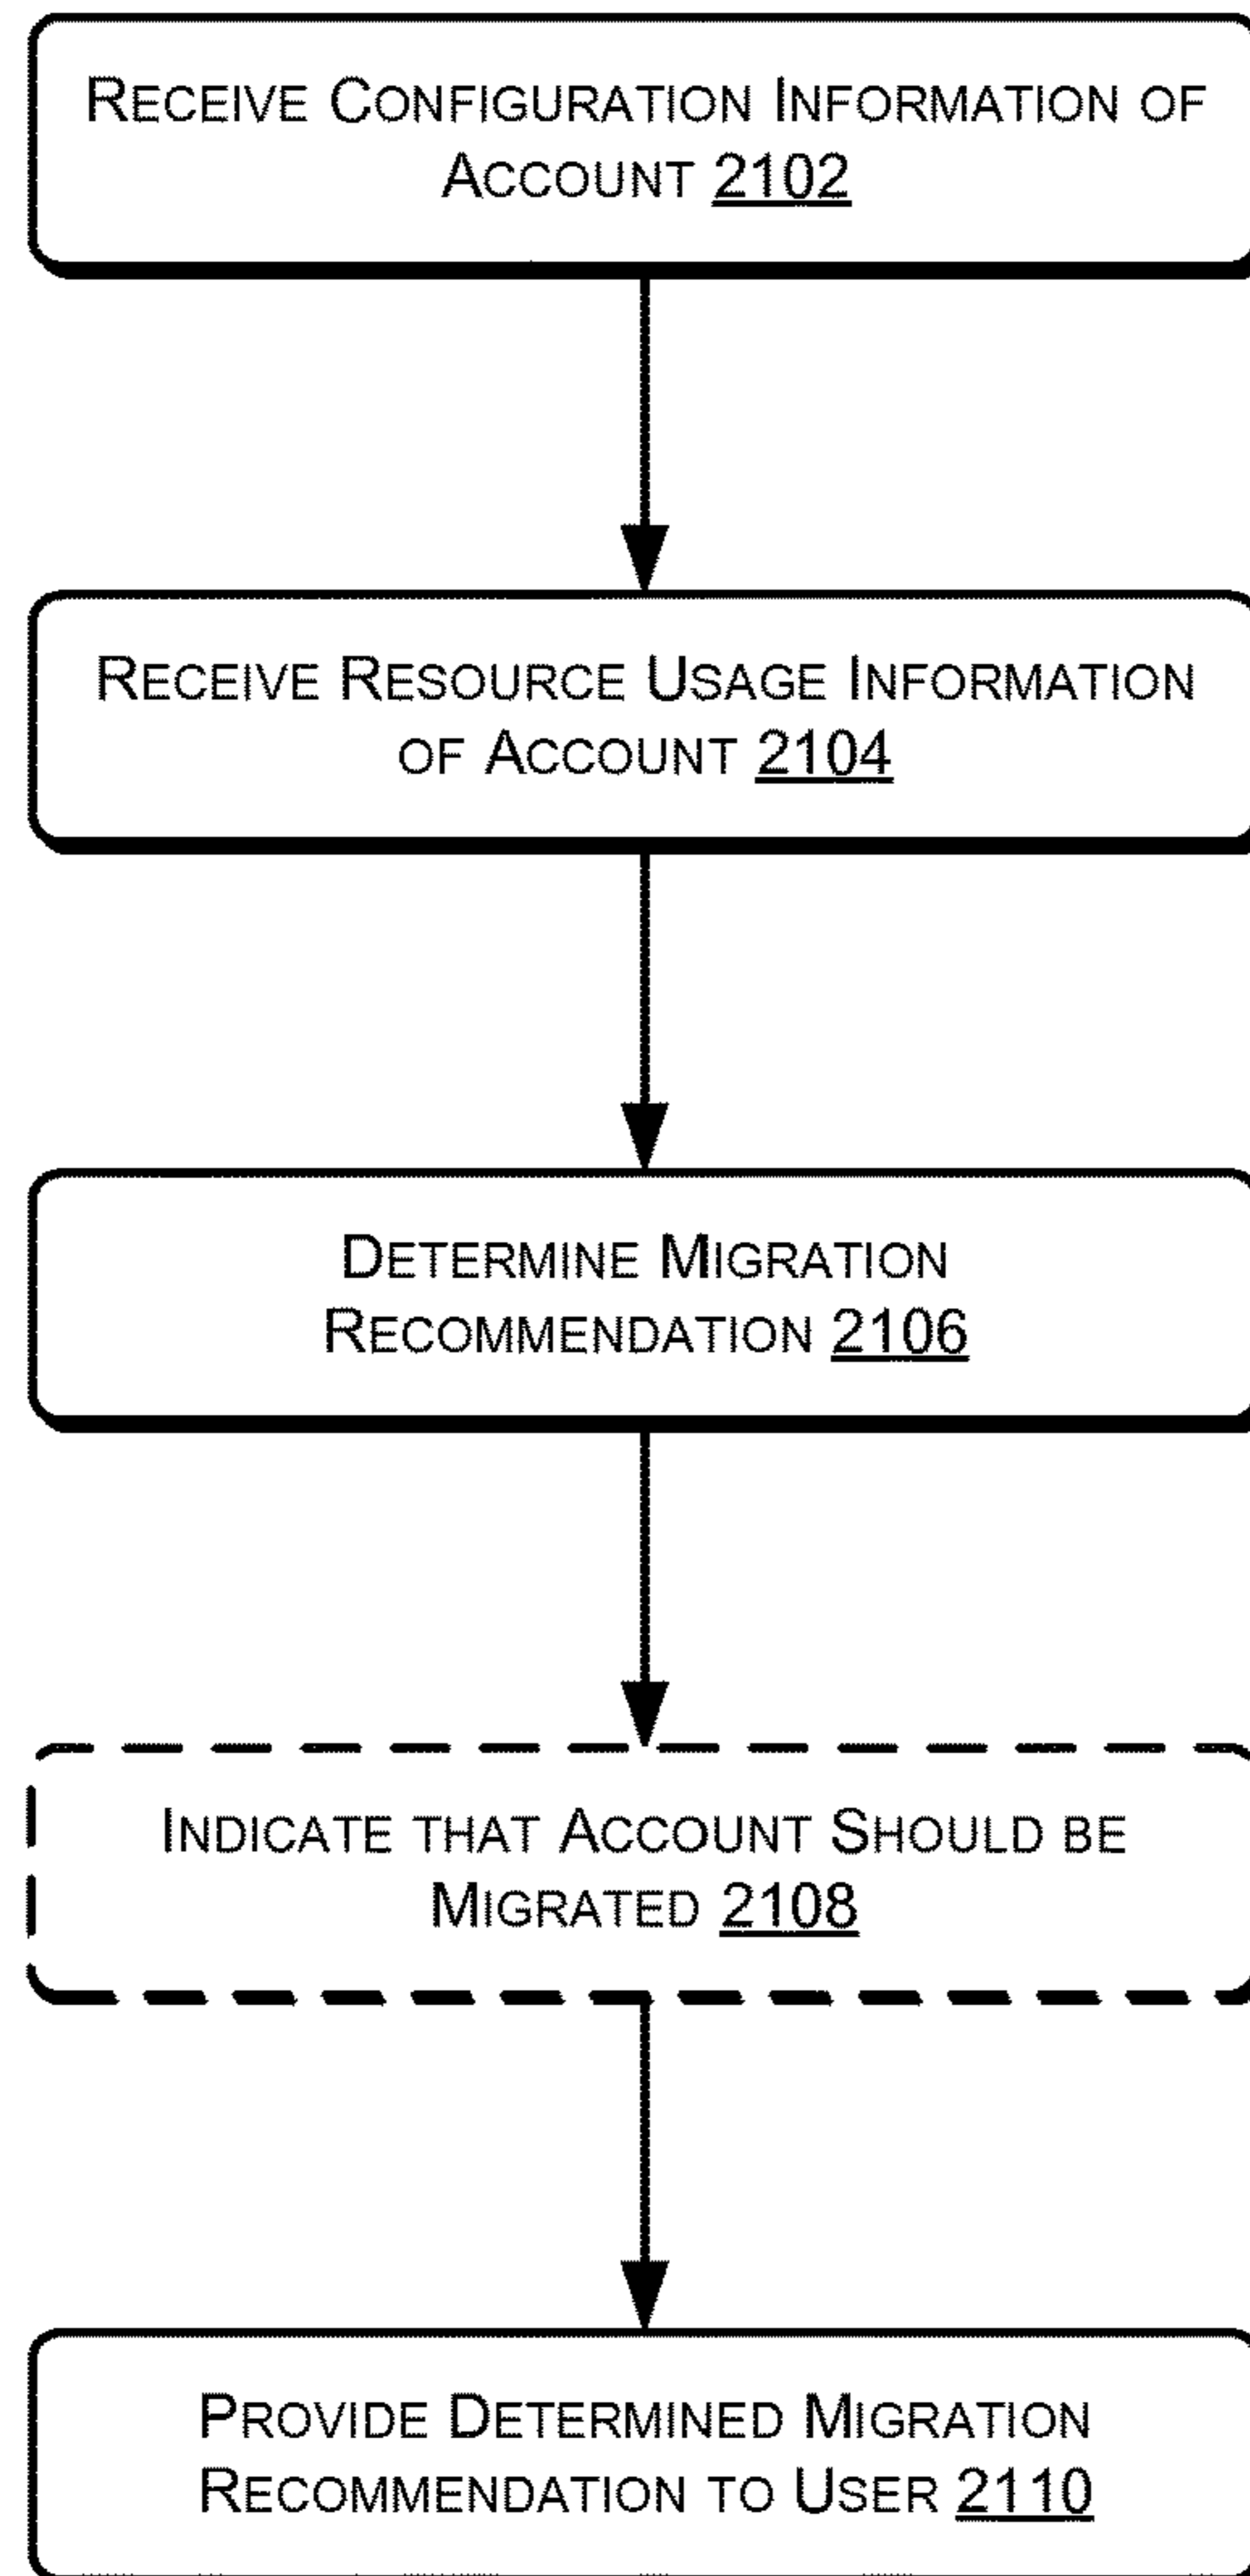 RECEIVE CONFIGURATION INFORMATION OF
ACCOUNT 2102
RECEIVE RESOURCE USAGE INFORMATION
OF ACCOUNT 2104
DETERMINE MIGRATION
RECOMMENDATION 2106
INDICATE THAT ACCOUNT SHOULD BE
MIGRATED 2108
PROVIDE DETERMINED MIGRATION
RECOMMENDATION TO USER 2110